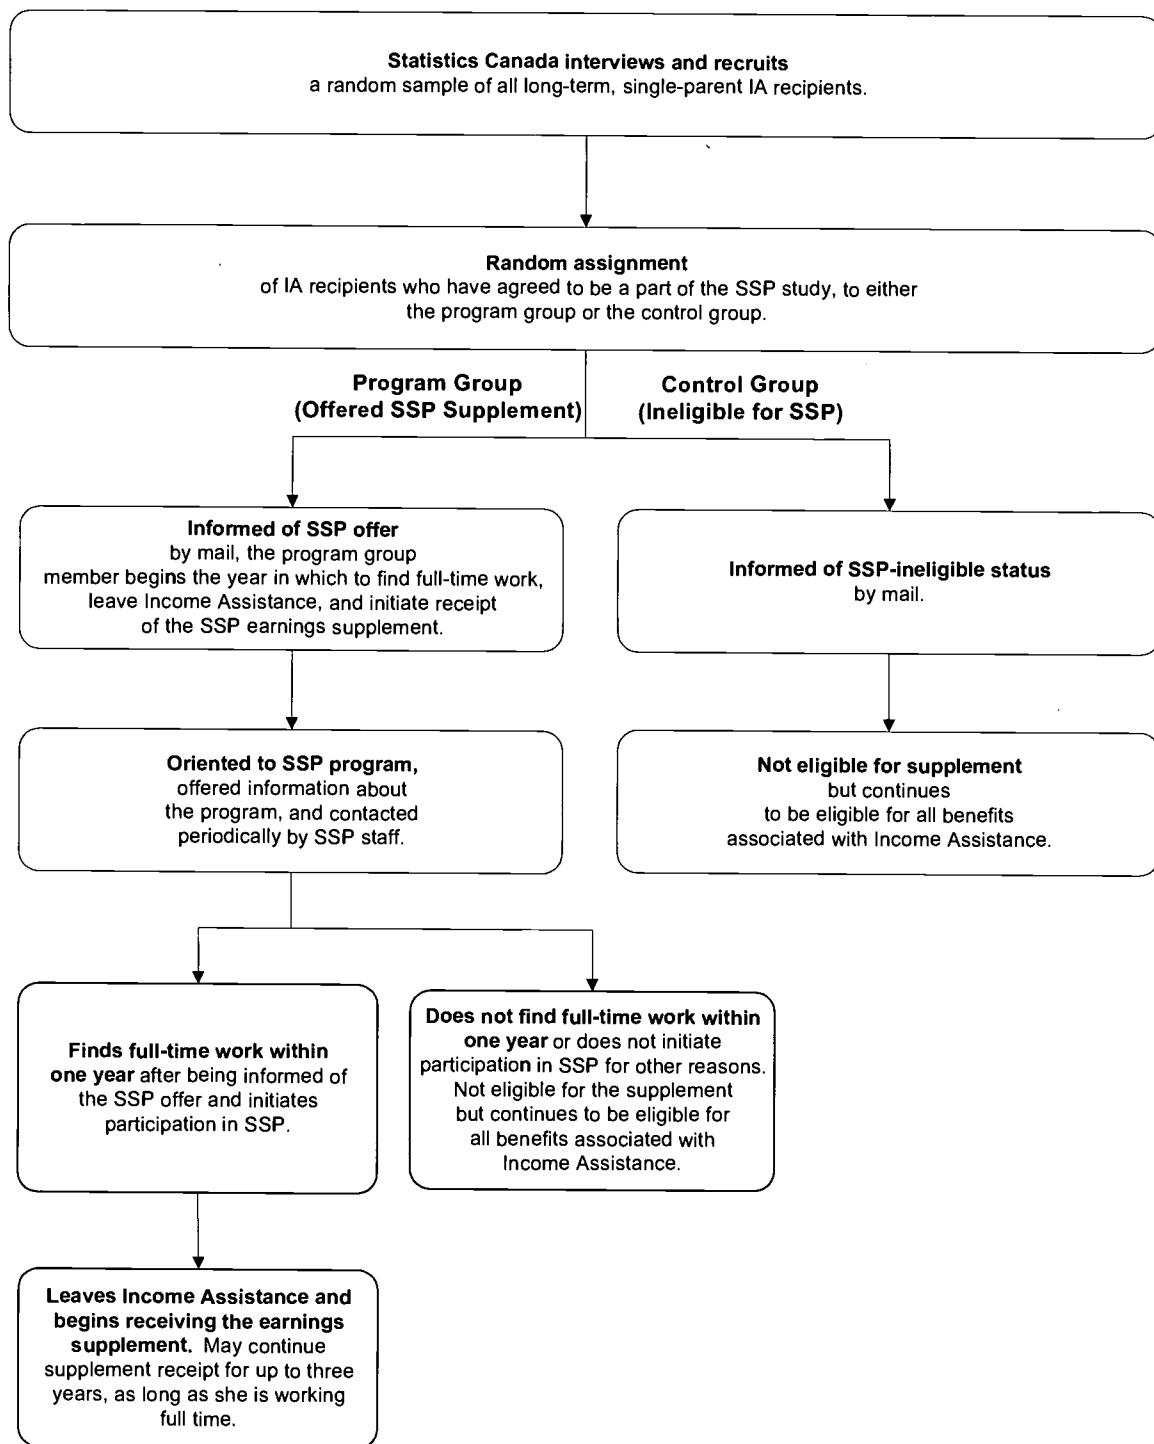 Statistics Canada interviews and recruits
a random sample of all long-term, single-parent IA recipients.
Random assignment
of IA recipients who have agreed to be a part of the SSP study, to either
the program group or the control group.
Program Group
(Offered SSP Supplement)
Control Group
(Ineligible for SSP)
Informed of SSP offer
by mail, the program group
member begins the year in which to find full-time work,
leave Income Assistance, and initiate receipt
of the SSP earnings supplement.
Informed of SSP-ineligible status
by mail.
Oriented to SSP program,
offered information about
the program, and contacted
periodically by SSP staff.
Not eligible for supplement
but continues
to be eligible for all benefits
associated with Income Assistance.
Finds full-time work within
one year after being informed of
the SSP offer and initiates
participation in SSP.
Does not find full-time work within
one year or does not initiate
participation in SSP for other reasons.
Not eligible for the supplement
but continues to be eligible for
all benefits associated with
Income Assistance.
Leaves Income Assistance and
begins receiving the earnings
supplement. May continue
supplement receipt for up to three
years, as long as she is working
full time.